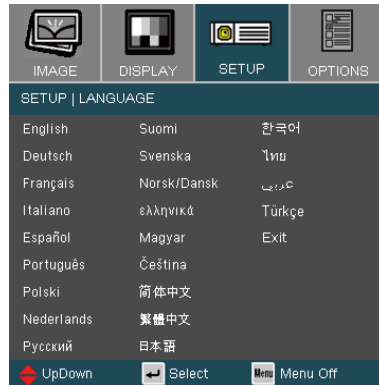 IMAGE DISPLAY SETUP OPTIONS
SETUP | LANGUAGE
English Suomi 한국어
Deutsch Svenska ไทย
Français Norsk/Dansk عربي
Italiano ελληνικά Türkçe
Español Magyar Exit
Português Čeština
Polski 简体中文
Nederlands 繁體中文
Русский 日本語
UpDown Select Menu Menu Off